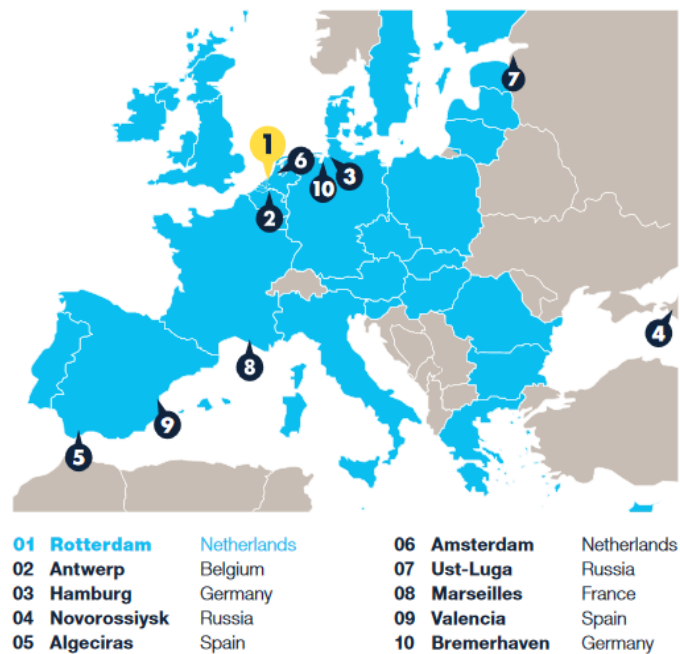 1
7
6
3
10
2
4
8
9
5
01 Rotterdam Netherlands
02 Antwerp Belgium
03 Hamburg Germany
04 Novorossiysk Russia
05 Algeciras Spain
06 Amsterdam Netherlands
07 Ust-Luga Russia
08 Marseilles France
09 Valencia Spain
10 Bremerhaven Germany